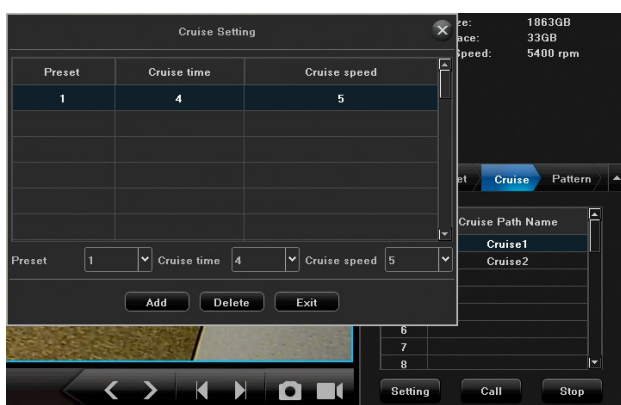 Cruise Setting
Preset Cruise time Cruise speed
1 4 5
Preset 1 Cruise time 4 Cruise speed 5
Add Delete Exit
1863GB
33GB
5400 rpm
Cruise Pattern
Cruise Path Name
Cruise1
Cruise2
6
7
8
Setting Call Stop